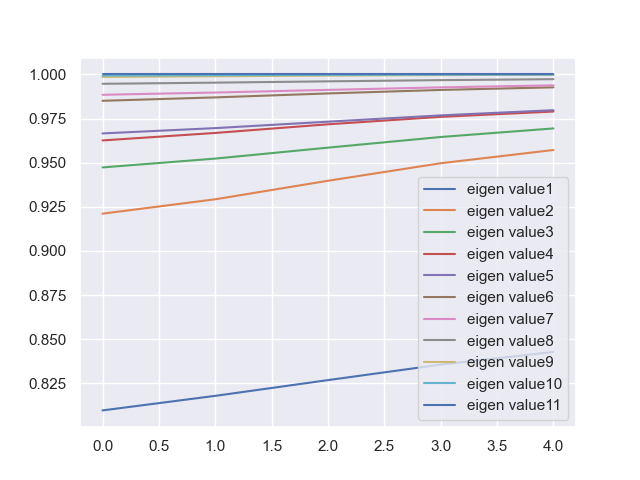 1.000
0.975
0.950
0.925
0.900
0.875
0.850
0.825
eigen value1
eigen value2
eigen value3
eigen value4
eigen value5
eigen value6
eigen value7
eigen value8
eigen value9
eigen value10
eigen value11
0.0 0.5 1.0 1.5 2.0 2.5 3.0 3.5 4.0